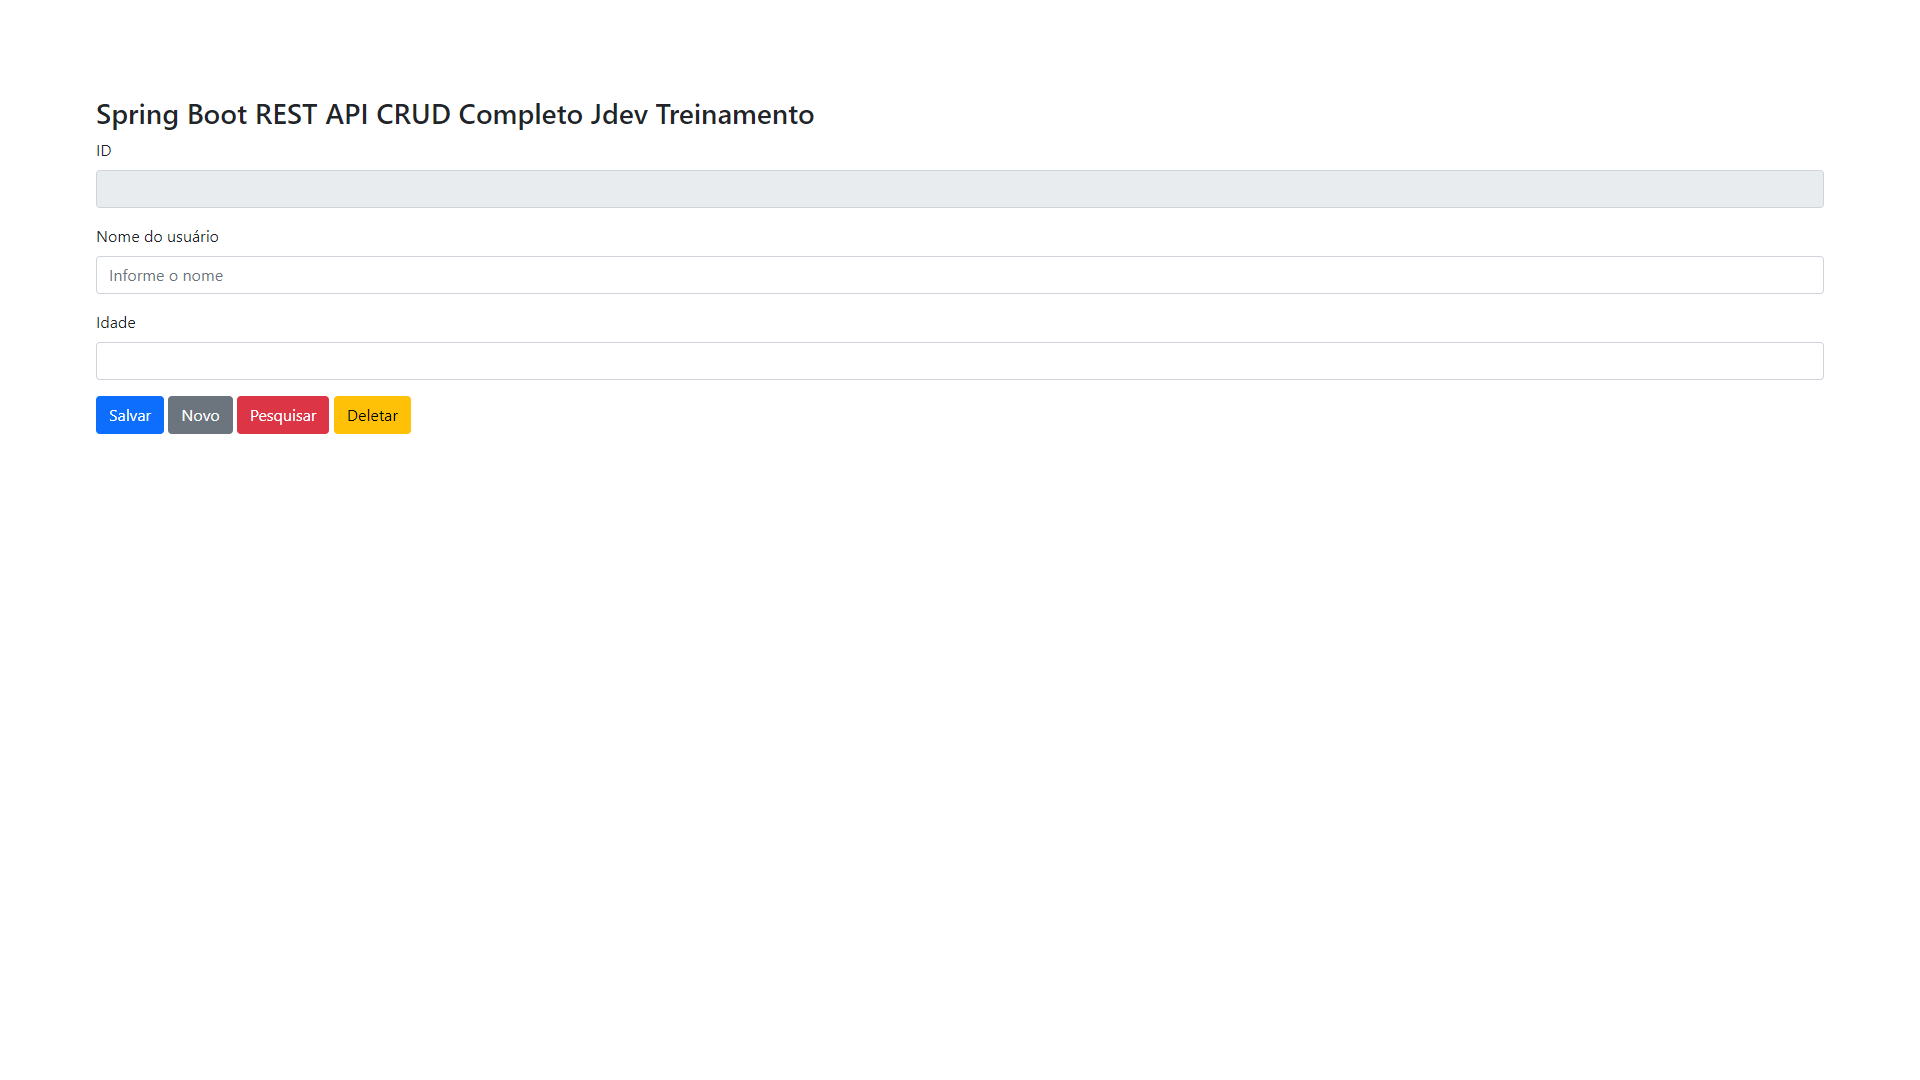 Spring Boot REST API CRUD Completo Jdev Treinamento
ID
Nome do usuário
Informe o nome
Idade
Salvar Novo Pesquisar Deletar